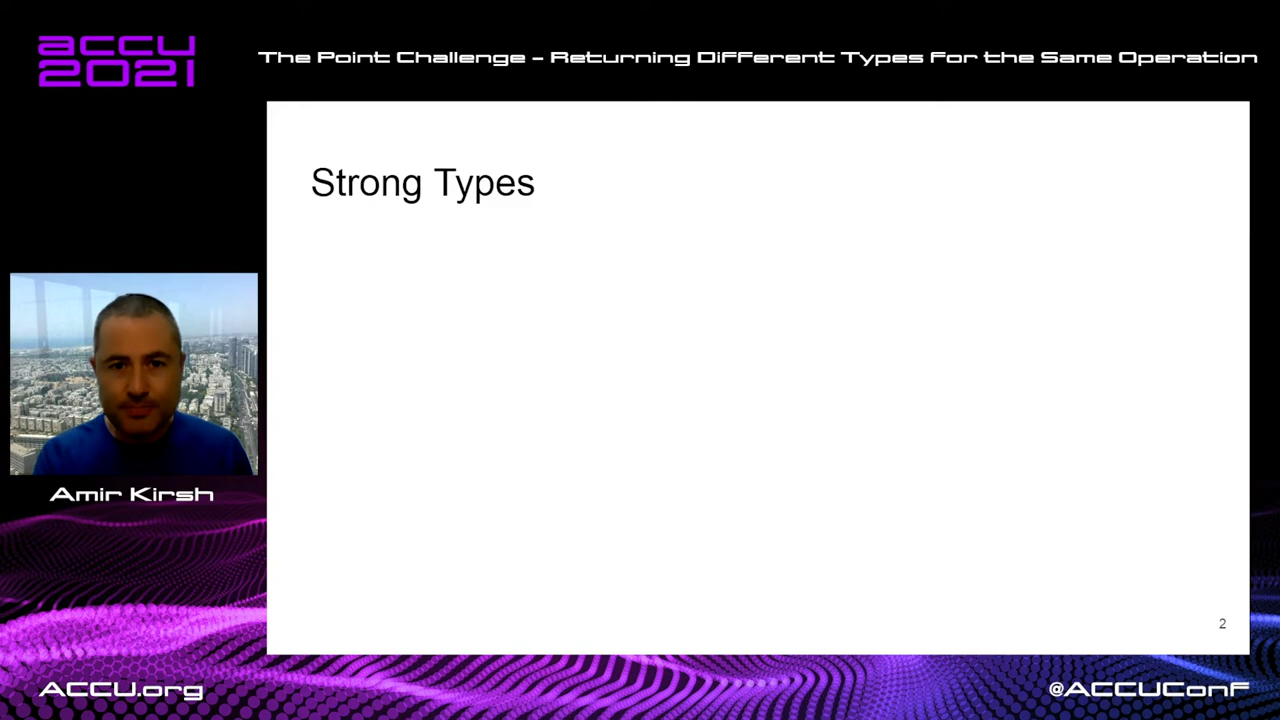 accu
2021
The Point Challenge - Returning Different Types for the Same Operation
Strong Types
Amir Kirsh
2
ACCU.org
@ACCUConf